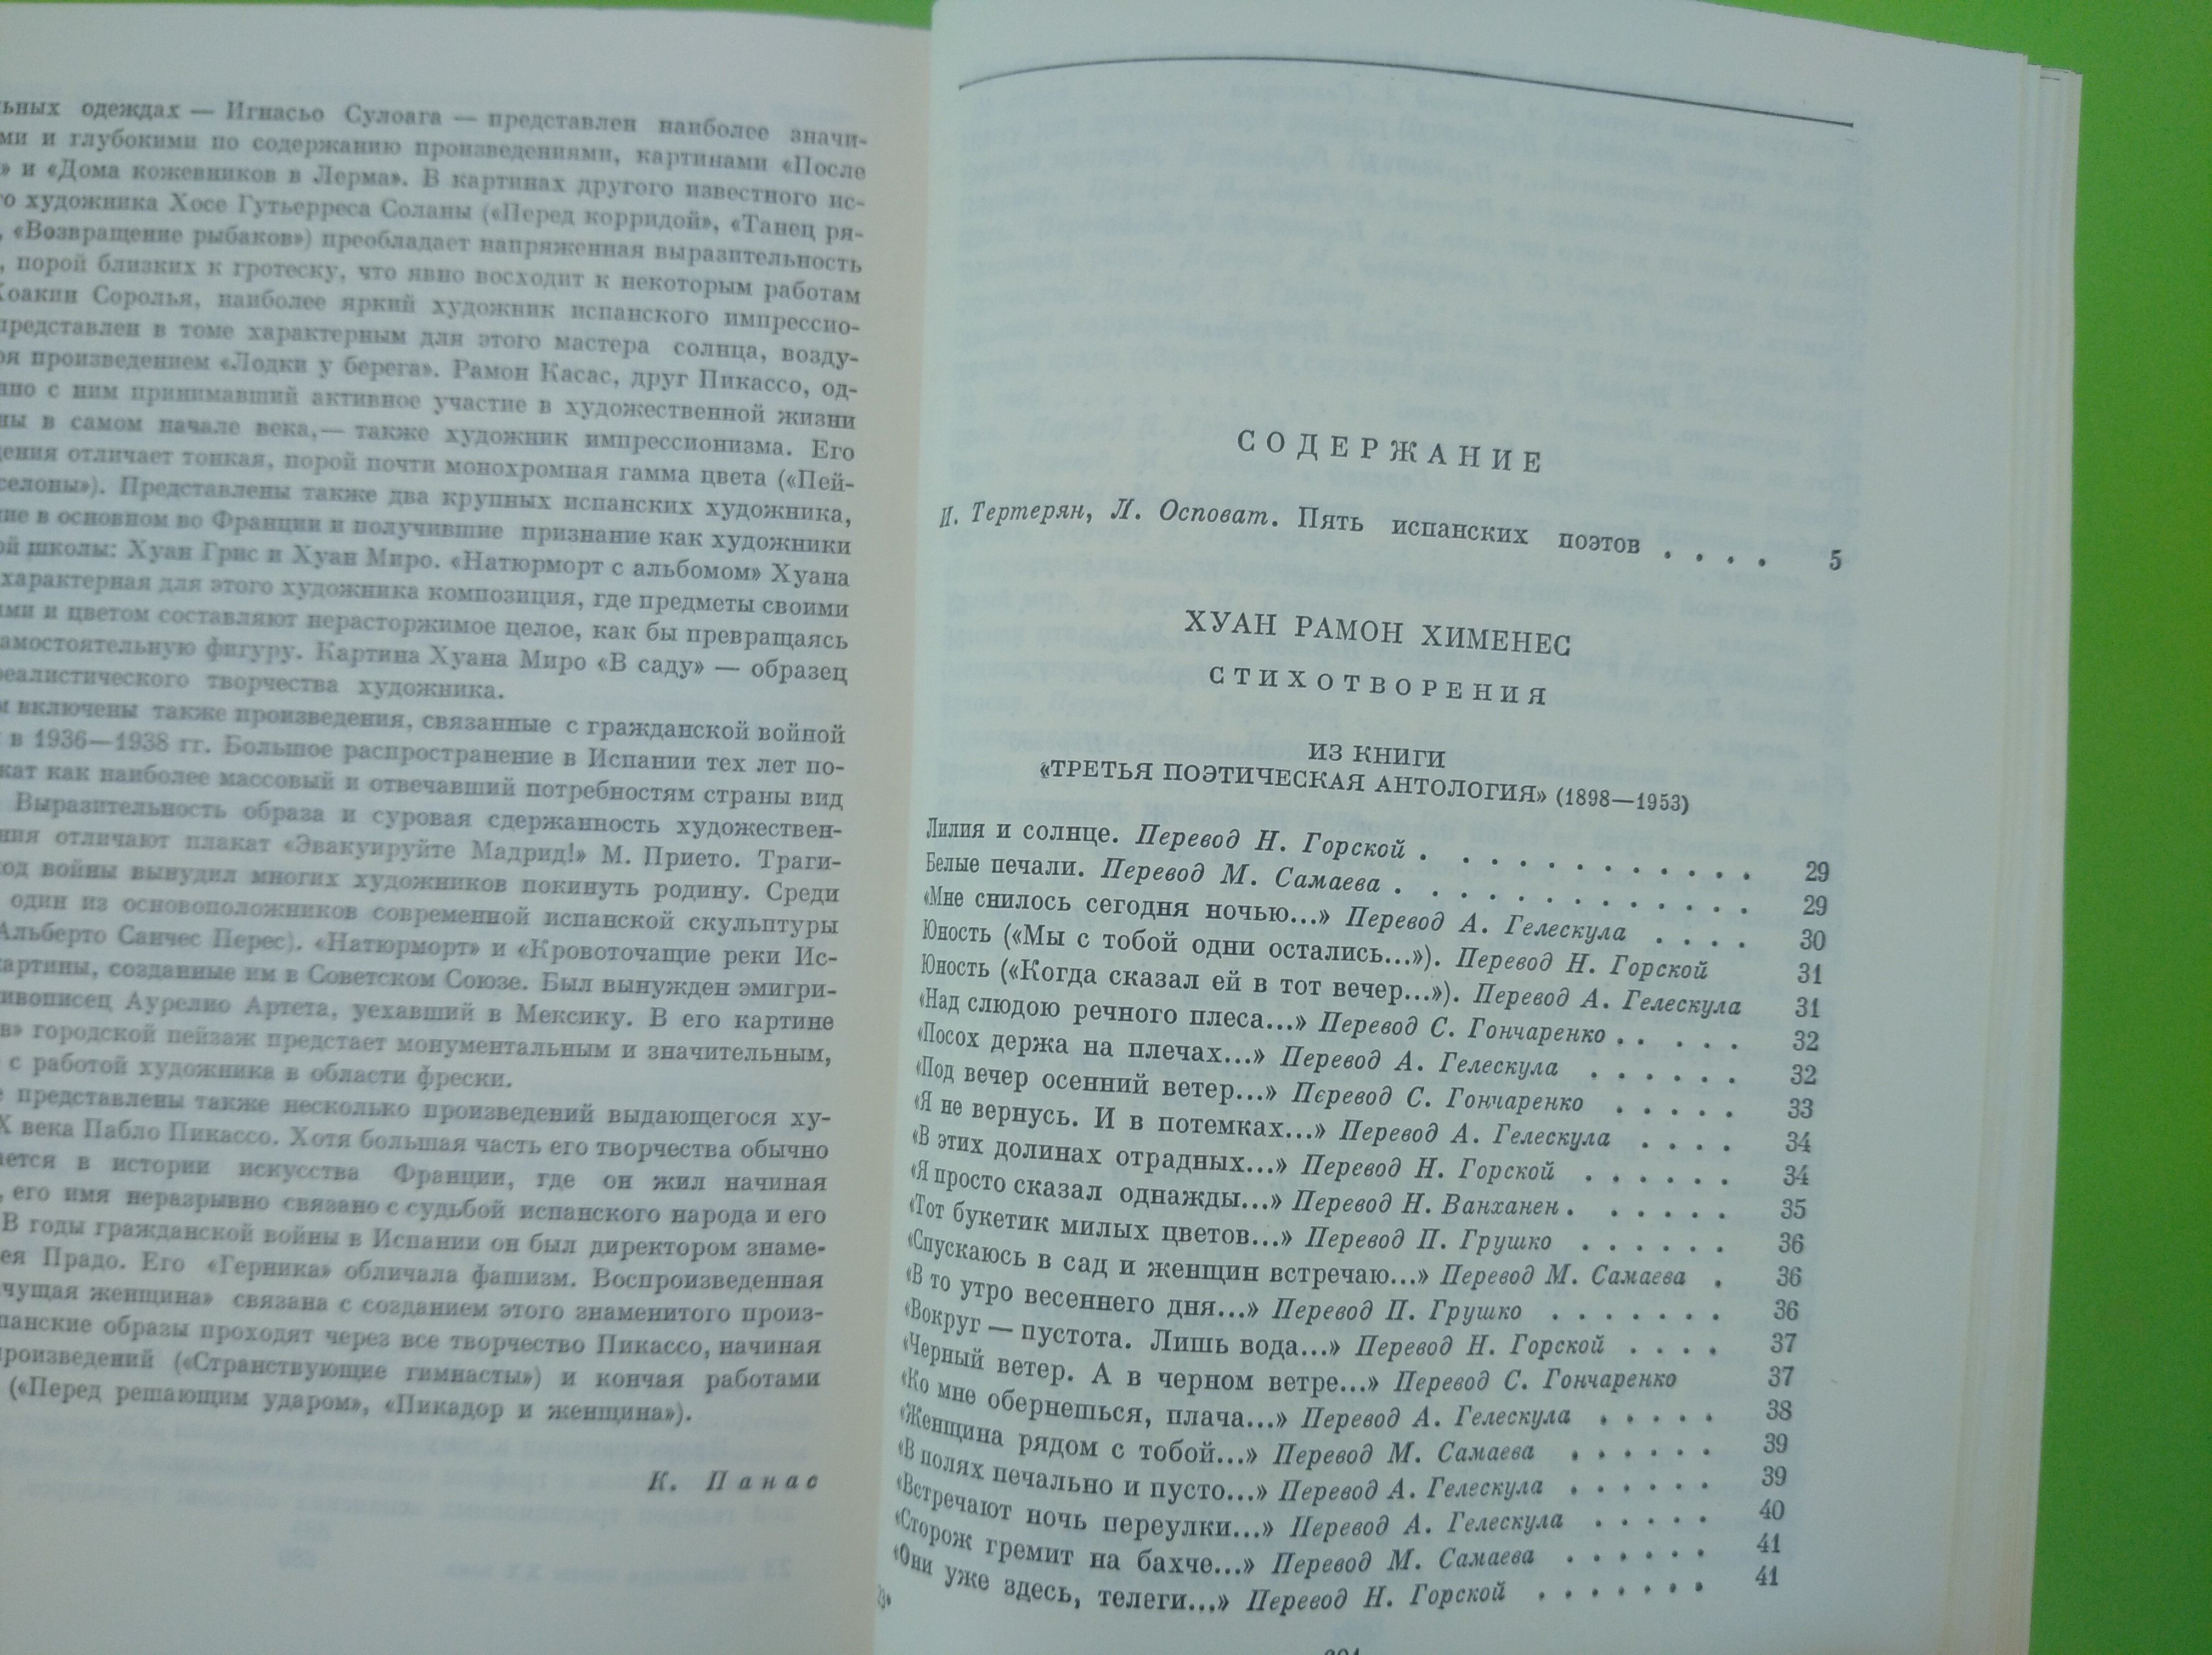 льных одеждах — Игнасьо Сулоага — представлен наиболее значи-
ми и глубокими по содержанию произведениями, картинами «После
» и «Дома кожевников в Лерма». В картинах другого известного ис-
го художника Хосе Гутьерреса Соланы («Перед корридой», «Танец ря-
, «Возвращение рыбаков») преобладает напряженная выразительность
, порой близких к гротеску, что явно восходит к некоторым работам
Хоакин Соролья, наиболее яркий художник испанского импрессио-
представлен в томе характерным для этого мастера солнца, возду-
ря произведением «Лодки у берега». Рамон Касас, друг Пикассо, од-
нно с ним принимавший активное участие в художественной жизни
ны в самом начале века,— также художник импрессионизма. Его
дения отличает тонкая, порой почти монохромная гамма цвета («Пей-
селоны»). Представлены также два крупных испанских художника,
ие в основном во Франции и получившие признание как художники
ой школы: Хуан Грис и Хуан Миро. «Натюрморт с альбомом» Хуана
характерная для этого художника композиция, где предметы своими
ми и цветом составляют нерасторжимое целое, как бы превращаясь
амостоятельную фигуру. Картина Хуана Миро «В саду» — образец
реалистического творчества художника.
м включены также произведения, связанные с гражданской войной
в 1936—1938 гг. Большое распространение в Испании тех лет по-
кат как наиболее массовый и отвечавший потребностям страны вид
Выразительность образа и суровая сдержанность художествен-
ния отличают плакат «Эвакуируйте Мадрид!» М. Прието. Траги-
од войны вынудил многих художников покинуть родину. Среди
один из основоположников современной испанской скульптуры
Альберто Санчес Перес). «Натюрморт» и «Кровоточащие реки Ис-
картины, созданные им в Советском Союзе. Был вынужден эмигри-
ивописец Аурелио Артета, уехавший в Мексику. В его картине
в» городской пейзаж предстает монументальным и значительным,
с работой художника в области фрески.
е представлены также несколько произведений выдающегося ху-
X века Пабло Пикассо. Хотя большая часть его творчества обычно
ается в истории искусства Франции, где он жил начиная
, его имя неразрывно связано с судьбой испанского народа и его
В годы гражданской войны в Испании он был директором знаме-
ея Прадо. Его «Герника» обличала фашизм. Воспроизведенная
чущая женщина» связана с созданием этого знаменитого произ-
панские образы проходят через все творчество Пикассо, начиная
произведений («Странствующие гимнасты») и кончая работами
(«Перед решающим ударом», «Пикадор и женщина»).
К. Панас
СОДЕРЖАНИЕ
И. Тертерян, Л. Осповат. Пять испанских поэтов . . . . 5
ХУАН РАМОН ХИМЕНЕС
СТИХОТВОРЕНИЯ
ИЗ КНИГИ
«ТРЕТЬЯ ПОЭТИЧЕСКАЯ АНТОЛОГИЯ» (1898—1953)
Лилия и солнце. Перевод Н. Горской . . . . . . . . . . . 29
Белые печали. Перевод М. Самаева . . . . . . . . . . . . 29
«Мне снилось сегодня ночью...» Перевод А. Гелескула . . . . 30
Юность («Мы с тобой одни остались...»). Перевод Н. Горской 31
Юность («Когда сказал ей в тот вечер...»). Перевод А. Гелескула 31
«Над слюдою речного плеса...» Перевод С. Гончаренко . . . . . 32
«Посох держа на плечах...» Перевод А. Гелескула . . . . . . 32
«Под вечер осенний ветер...» Перевод С. Гончаренко . . . . . 33
«Я не вернусь. И в потемках...» Перевод А. Гелескула . . . . 34
«В этих долинах отрадных...» Перевод Н. Горской . . . . . . 34
«Я просто сказал однажды...» Перевод Н. Ванханен . . . . . . 35
«Тот букетик милых цветов...» Перевод П. Грушко . . . . . . 36
«Спускаюсь в сад и женщин встречаю...» Перевод М. Самаева . 36
«В то утро весеннего дня...» Перевод П. Грушко . . . . . . . 36
«Вокруг — пустота. Лишь вода...» Перевод Н. Горской . . . . 37
«Черный ветер. А в черном ветре...» Перевод С. Гончаренко 37
«Ко мне обернешься, плача...» Перевод А. Гелескула . . . . . 38
«Женщина рядом с тобой...» Перевод М. Самаева . . . . . . 39
«В полях печально и пусто...» Перевод А. Гелескула . . . . . . 39
«Встречают ночь переулки...» Перевод А. Гелескула . . . . . 40
«Сторож гремит на бахче...» Перевод М. Самаева . . . . . . 41
«Они уже здесь, телеги...» Перевод Н. Горской . . . . . . . 41